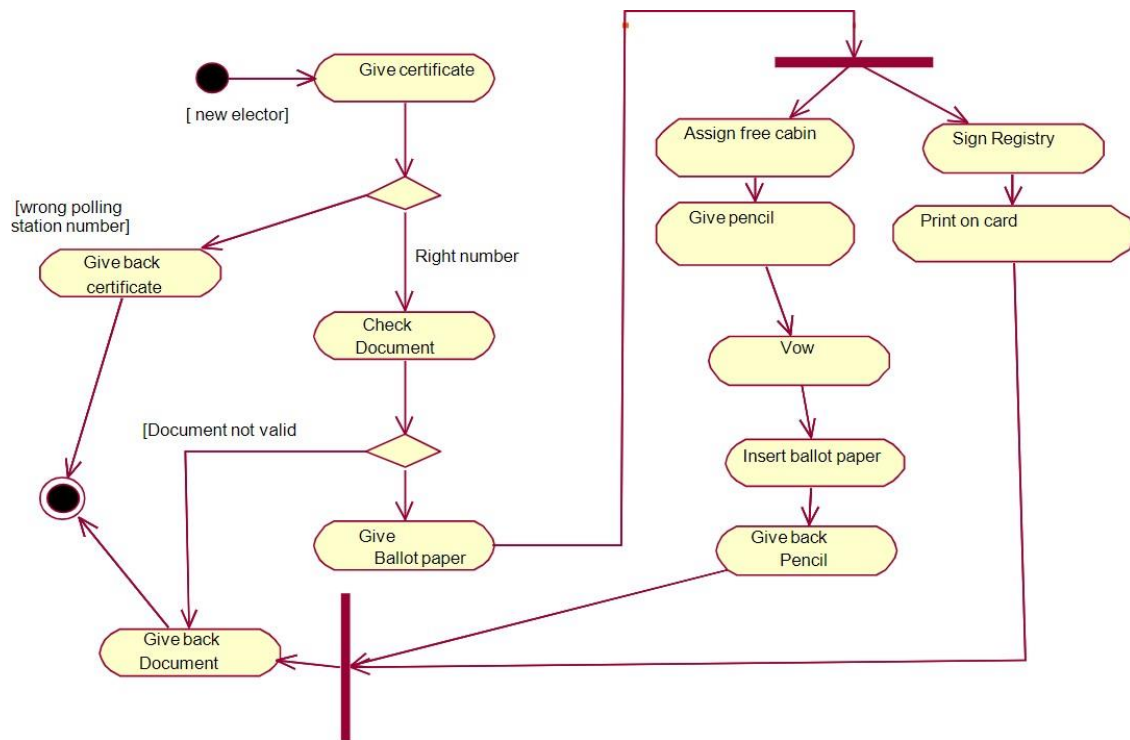 Give certificate
[ new elector]
[wrong polling
station number]
Give back
certificate
Right number
Check
Document
[Document not valid
Give
Ballot paper
Give back
Document
Assign free cabin
Give pencil
Vow
Insert ballot paper
Give back
Pencil
Sign Registry
Print on card